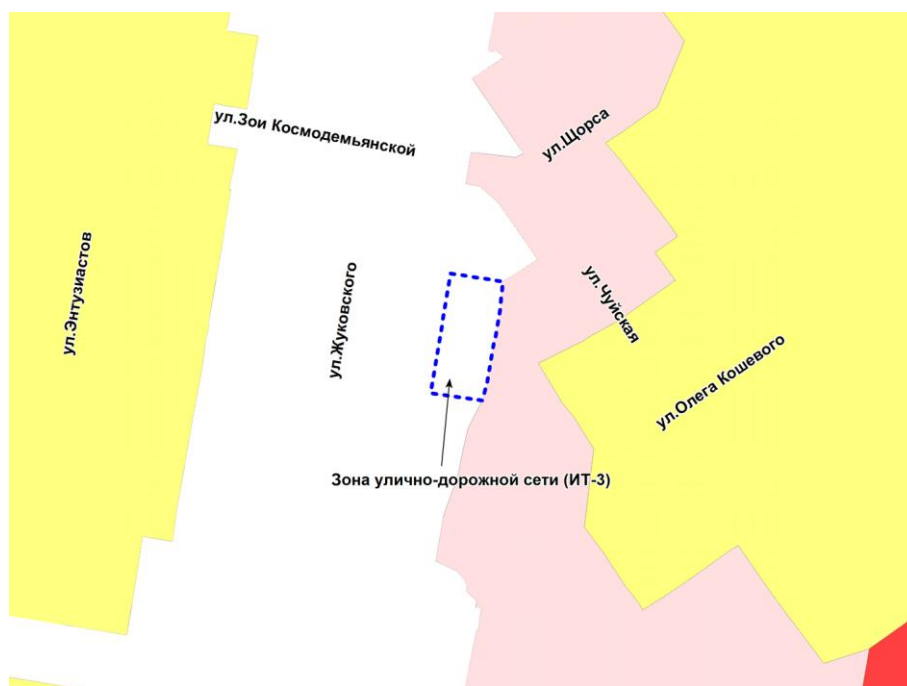 ул.Зои Космодемьянской
ул.Щорса
ул.Энтузиастов
ул.Жуковского
ул.Чуйская
ул.Олега Кошевого
Зона улично-дорожной сети (ИТ-3)